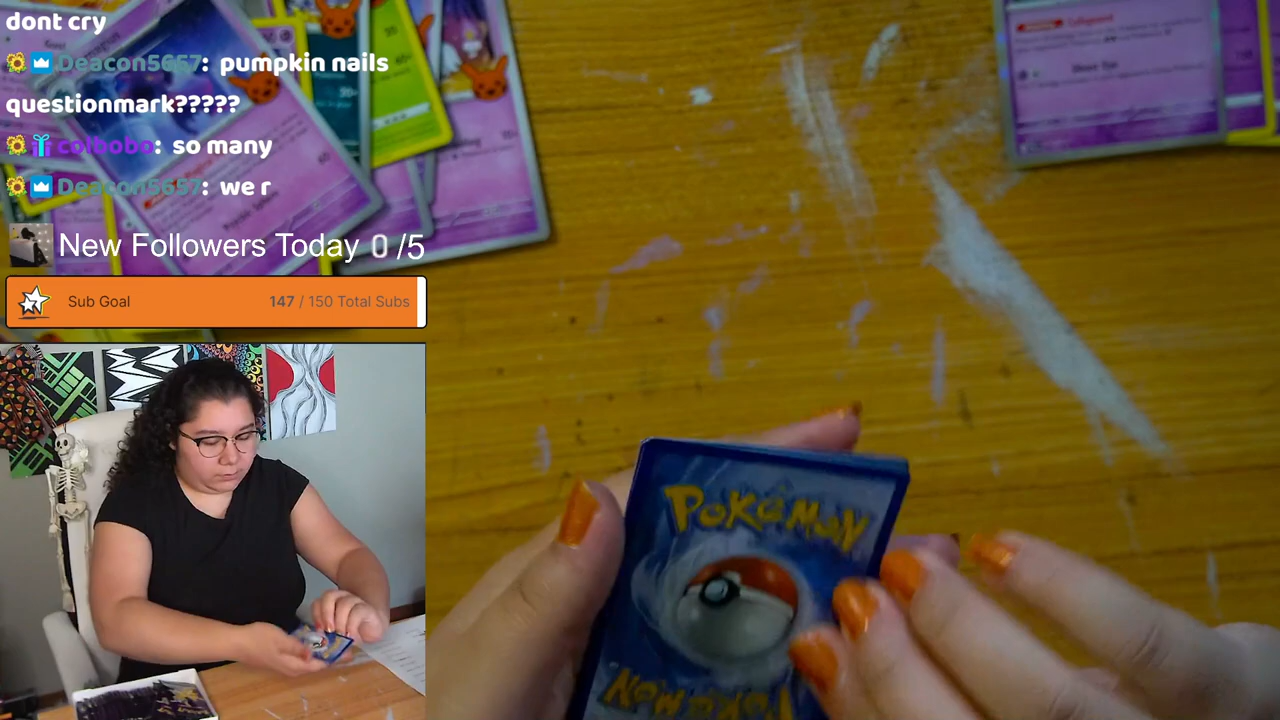 dont cry
Deacon5657: pumpkin nails
questionmark?????
colbobo: so many
Deacon5657: we r
New Followers Today 0 /5
Sub Goal 147 / 150 Total Subs
Pokémon
Pokémon